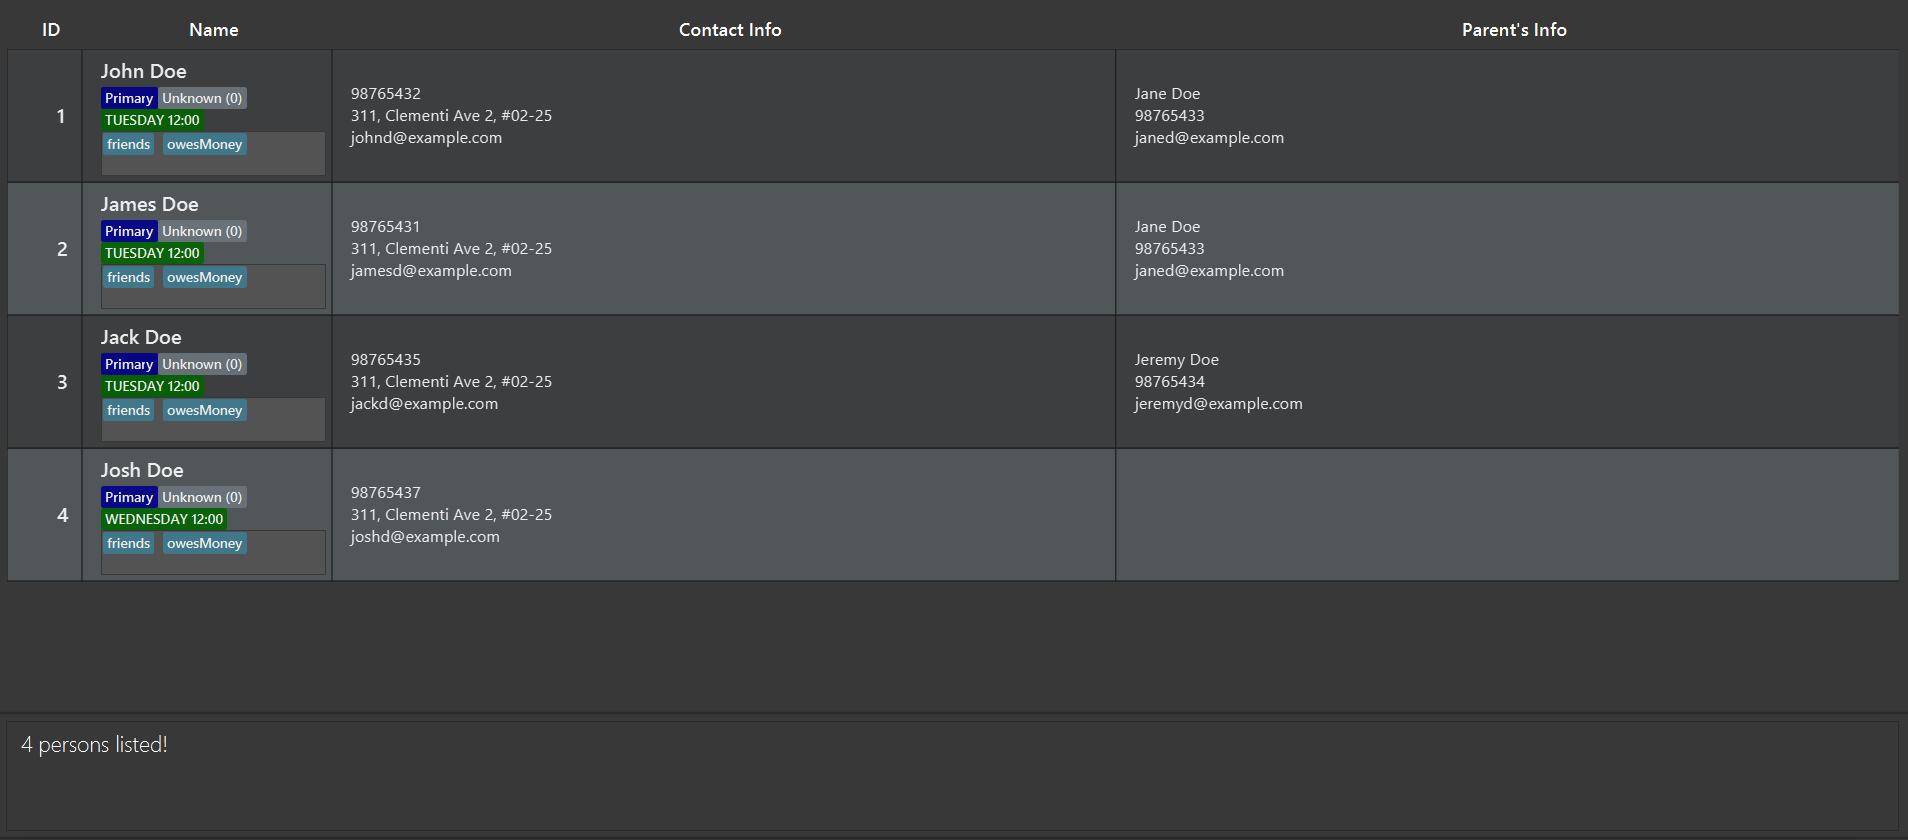 ID Name Contact Info Parent's Info
John Doe
Primary Unknown (0)
TUESDAY 12:00
friends owesMoney
1
98765432
311, Clementi Ave 2, #02-25
johnd@example.com
Jane Doe
98765433
janed@example.com
James Doe
Primary Unknown (0)
TUESDAY 12:00
friends owesMoney
2
98765431
311, Clementi Ave 2, #02-25
jamesd@example.com
Jane Doe
98765433
janed@example.com
Jack Doe
Primary Unknown (0)
TUESDAY 12:00
friends owesMoney
3
98765435
311, Clementi Ave 2, #02-25
jackd@example.com
Jeremy Doe
98765434
jeremyd@example.com
Josh Doe
Primary Unknown (0)
WEDNESDAY 12:00
friends owesMoney
4
98765437
311, Clementi Ave 2, #02-25
joshd@example.com
4 persons listed!